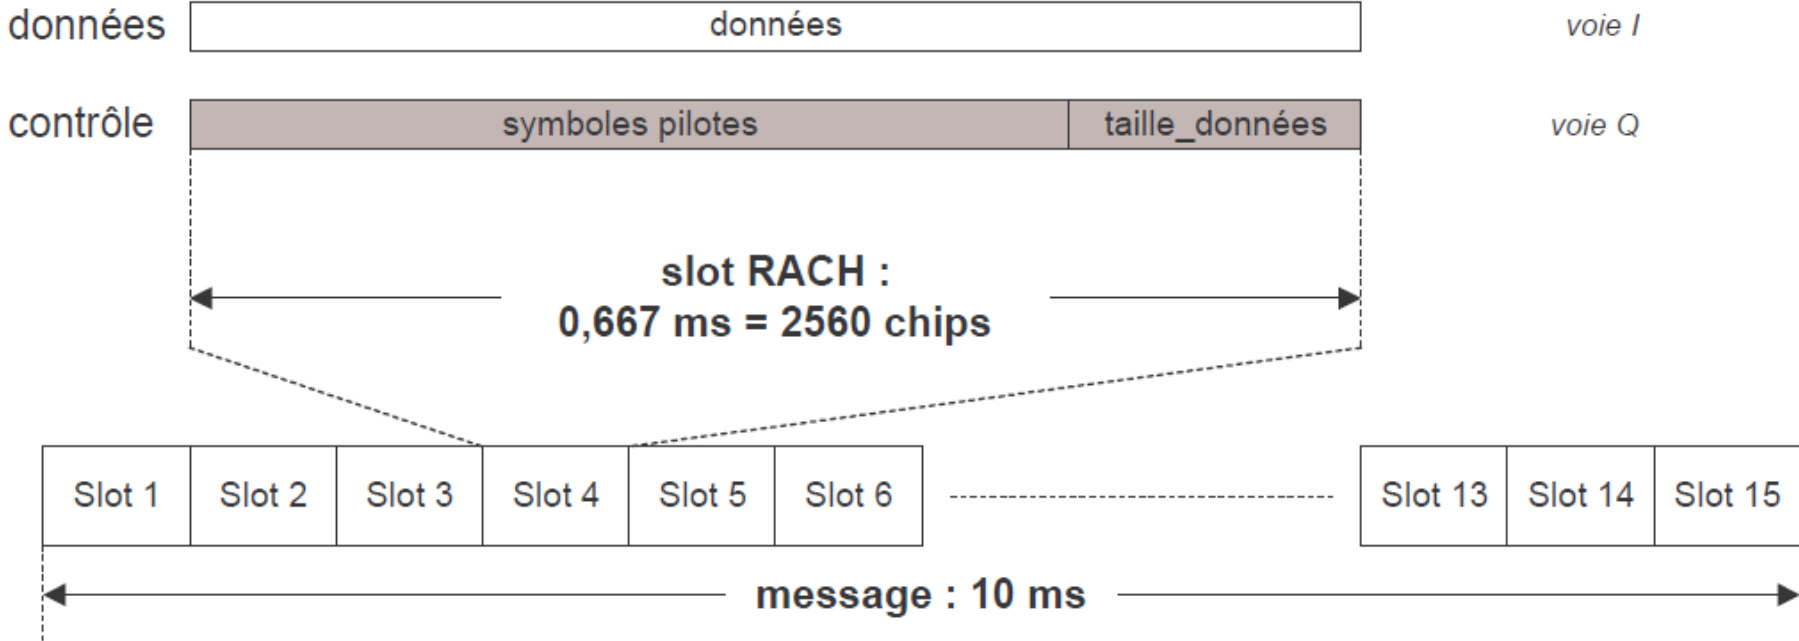 données données voie I
contrôle symboles pilotes taille_données voie Q
slot RACH :
0,667 ms = 2560 chips
Slot 1 Slot 2 Slot 3 Slot 4 Slot 5 Slot 6 Slot 13 Slot 14 Slot 15
message : 10 ms